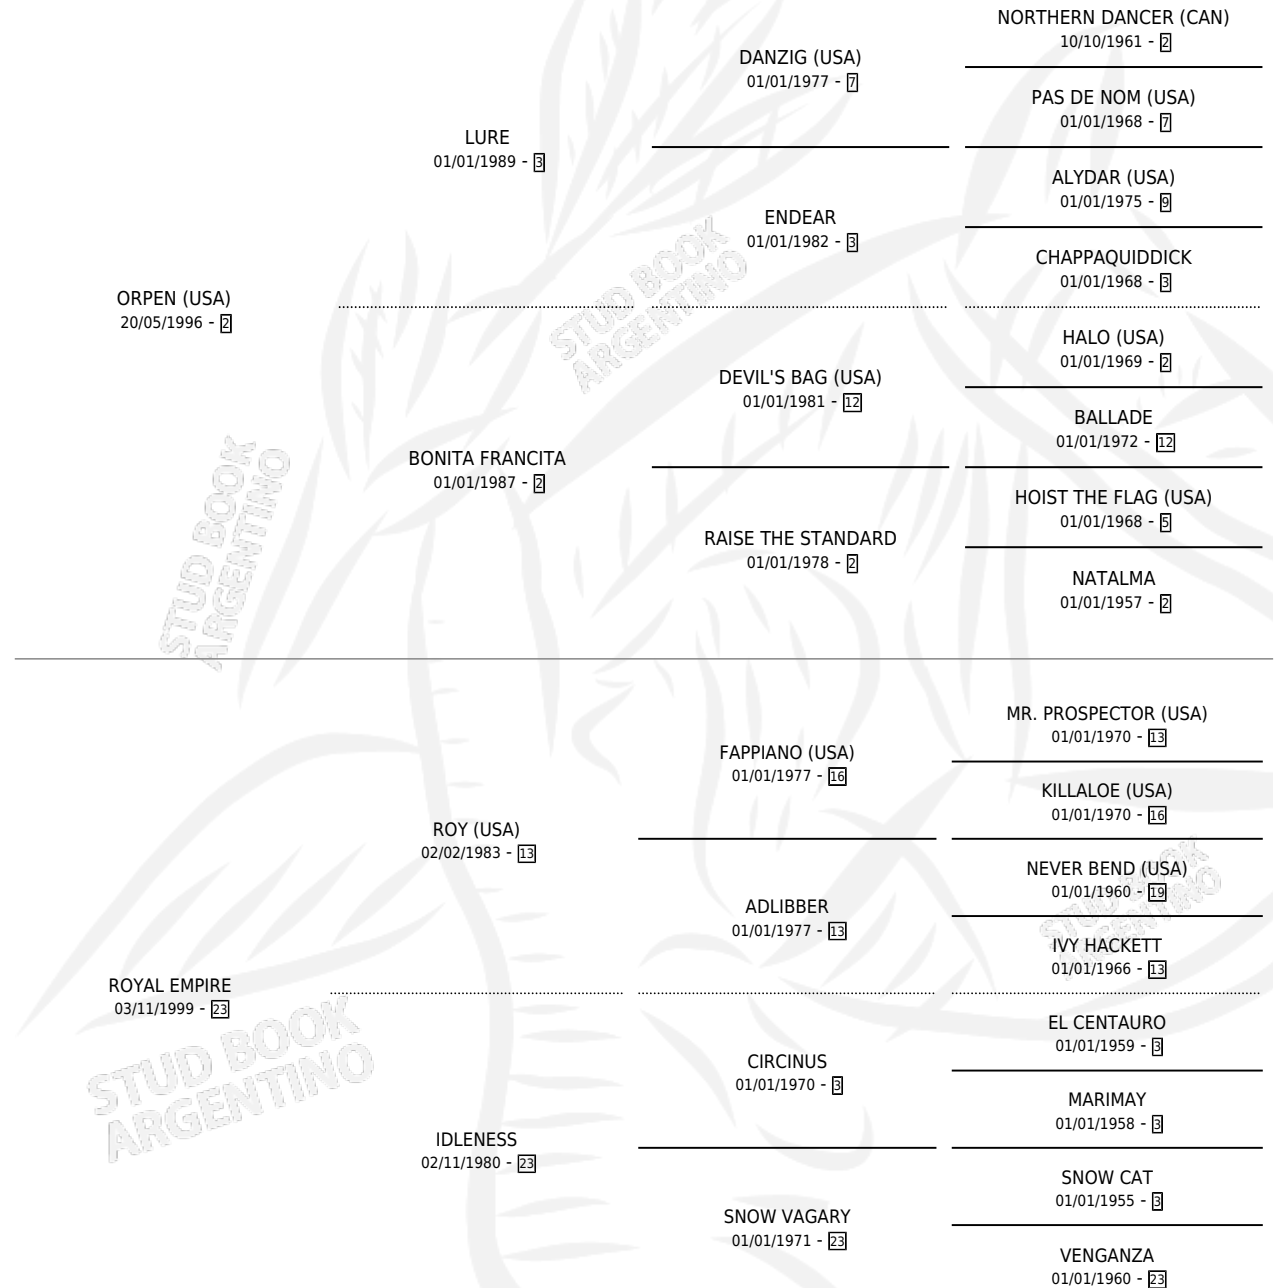 NORTHERN DANCER (CAN)
10/10/1961 - 2
DANZIG (USA)
01/01/1977 - 7
PAS DE NOM (USA)
01/01/1968 - 7
LURE
01/01/1989 - 3
ALYDAR (USA)
01/01/1975 - 9
ENDEAR
01/01/1982 - 3
CHAPPAQUIDDICK
01/01/1968 - 3
ORPEN (USA)
20/05/1996 - 2
STUD BOOK
ARGENTINO
HALO (USA)
01/01/1969 - 2
DEVIL'S BAG (USA)
01/01/1981 - 12
BALLADE
01/01/1972 - 12
BONITA FRANCITA
01/01/1987 - 2
HOIST THE FLAG (USA)
01/01/1968 - 5
RAISE THE STANDARD
01/01/1978 - 2
NATALMA
01/01/1957 - 2
STUD BOOK
ARGENTINO
MR. PROSPECTOR (USA)
01/01/1970 - 13
FAPPIANO (USA)
01/01/1977 - 16
KILLALOE (USA)
01/01/1970 - 16
ROY (USA)
02/02/1983 - 13
NEVER BEND (USA)
01/01/1960 - 19
ADLIBBER
01/01/1977 - 13
IVY HACKETT
01/01/1966 - 13
STUD BOOK
ARGENTINO
ROYAL EMPIRE
03/11/1999 - 23
EL CENTAURO
01/01/1959 - 3
CIRCINUS
01/01/1970 - 3
MARIMAY
01/01/1958 - 3
STUD BOOK
ARGENTINO
IDLENESS
02/11/1980 - 23
SNOW CAT
01/01/1955 - 3
SNOW VAGARY
01/01/1971 - 23
VENGANZA
01/01/1960 - 23